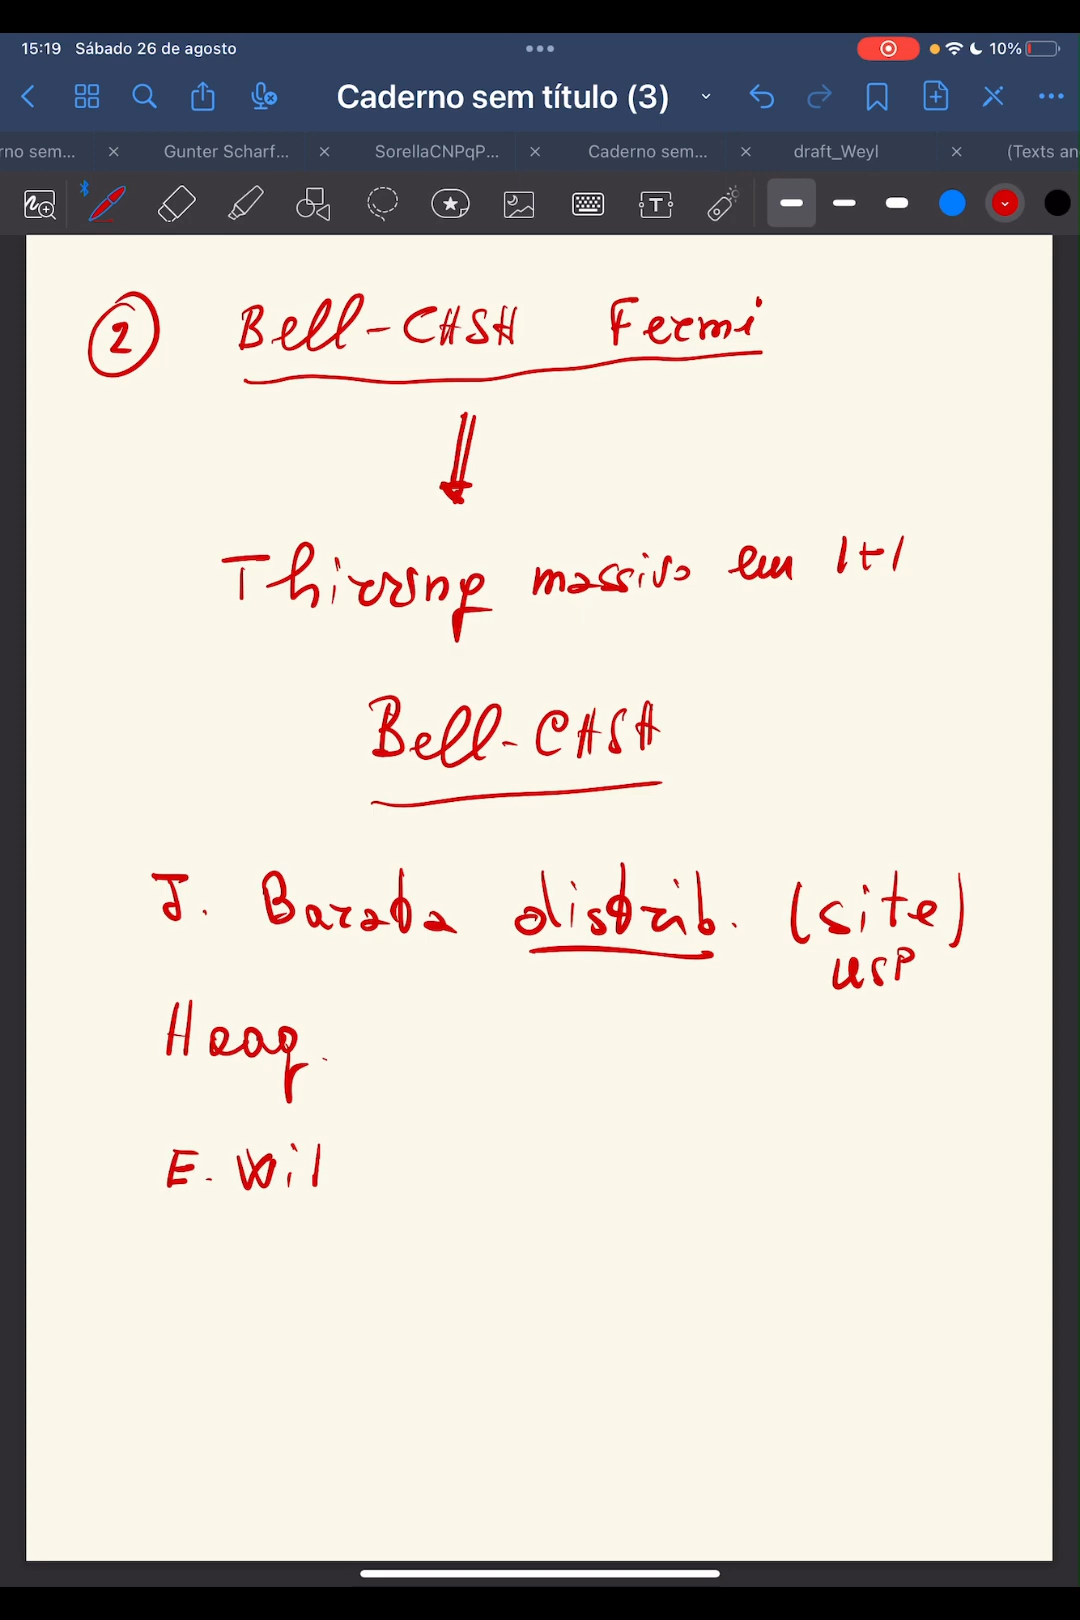 15:19 Sábado 26 de agosto 10%
Caderno sem título (3)
rno sem... Gunter Scharf... SorellaCNPqP... Caderno sem... draft_Weyl (Texts an
2 Bell-CHSH Fermi
Thirring massivo em 1+1
Bell-CHSH
J. Barata distrib. (site)
USP
Haag.
E. Wil